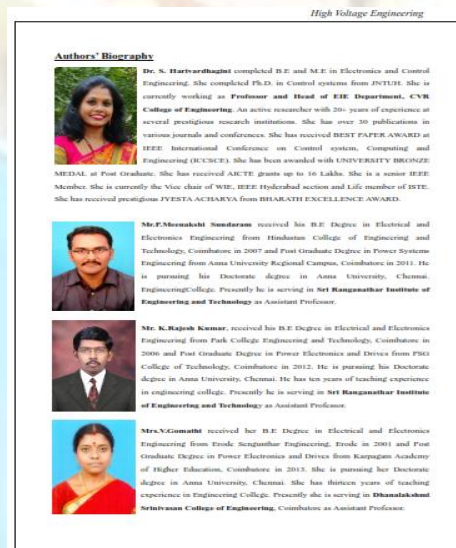 High Voltage Engineering
Authors' Biography
Dr. S. Harivardhagini completed B.E and M.E in Electronics and Control
Engineering. She completed Ph.D. in Control systems from JNTUH. She is
currently working as Professor and Head of EIE Department, CVR
College of Engineering. An active researcher with 20+ years of experience at
several prestigious research institutions. She has over 30 publications in
various journals and conferences. She has received BEST PAPER AWARD at
IEEE International Conference on Control system, Computing and
Engineering (ICCSCE). She has been awarded with UNIVERSITY BRONZE
MEDAL at Post Graduate. She has received AICTE grants up to 16 Lakhs. She is a senior IEEE
Member. She is currently the Vice chair of WIE, IEEE Hyderabad section and Life member of ISTE.
She has received prestigious JYESTA ACHARYA from BHARATH EXCELLENCE AWARD.
Mr.P.Meenakshi Sundaram received his B.E Degree in Electrical and
Electronics Engineering from Hindustan College of Engineering and
Technology, Coimbatore in 2007 and Post Graduate Degree in Power Systems
Engineering from Anna University Regional Campus, Coimbatore in 2011. He
is pursuing his Doctorate degree in Anna University, Chennai.
EngineeringCollege. Presently he is serving in Sri Ranganathar Institute of
Engineering and Technology as Assistant Professor.
Mr. K.Rajesh Kumar, received his B.E Degree in Electrical and Electronics
Engineering from Park College Engineering and Technology, Coimbatore in
2006 and Post Graduate Degree in Power Electronics and Drives from PSG
College of Technology, Coimbatore in 2012. He is pursuing his Doctorate
degree in Anna University, Chennai. He has ten years of teaching experience
in engineering college. Presently he is serving in Sri Ranganathar Institute
of Engineering and Technology as Assistant Professor.
Mrs.V.Gomathi received her B.E Degree in Electrical and Electronics
Engineering from Erode Sengunthar Engineering, Erode in 2001 and Post
Graduate Degree in Power Electronics and Drives from Karpagam Academy
of Higher Education, Coimbatore in 2013. She is pursuing her Doctorate
degree in Anna University, Chennai. She has thirteen years of teaching
experience in Engineering College. Presently she is serving in Dhanalakshmi
Srinivasan College of Engineering, Coimbatore as Assistant Professor.